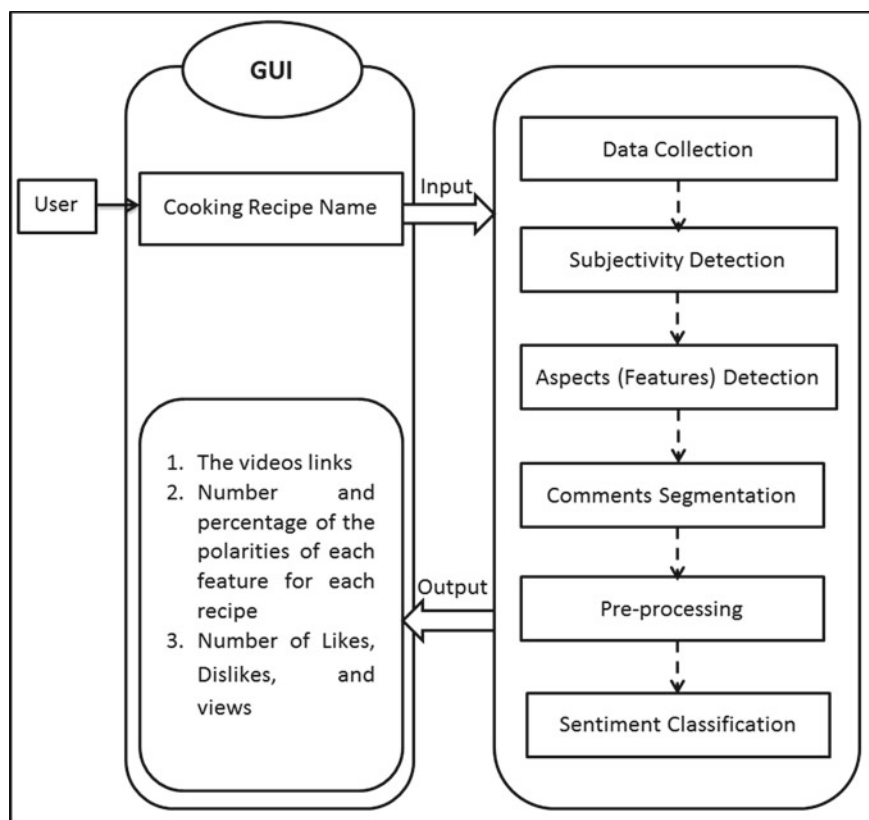 GUI
User
Cooking Recipe Name
Input
Data Collection
Subjectivity Detection
Aspects (Features) Detection
Comments Segmentation
Pre-processing
Sentiment Classification
Output
1. The videos links
2. Number and
percentage of the
polarities of each
feature for each
recipe
3. Number of Likes,
Dislikes, and
views